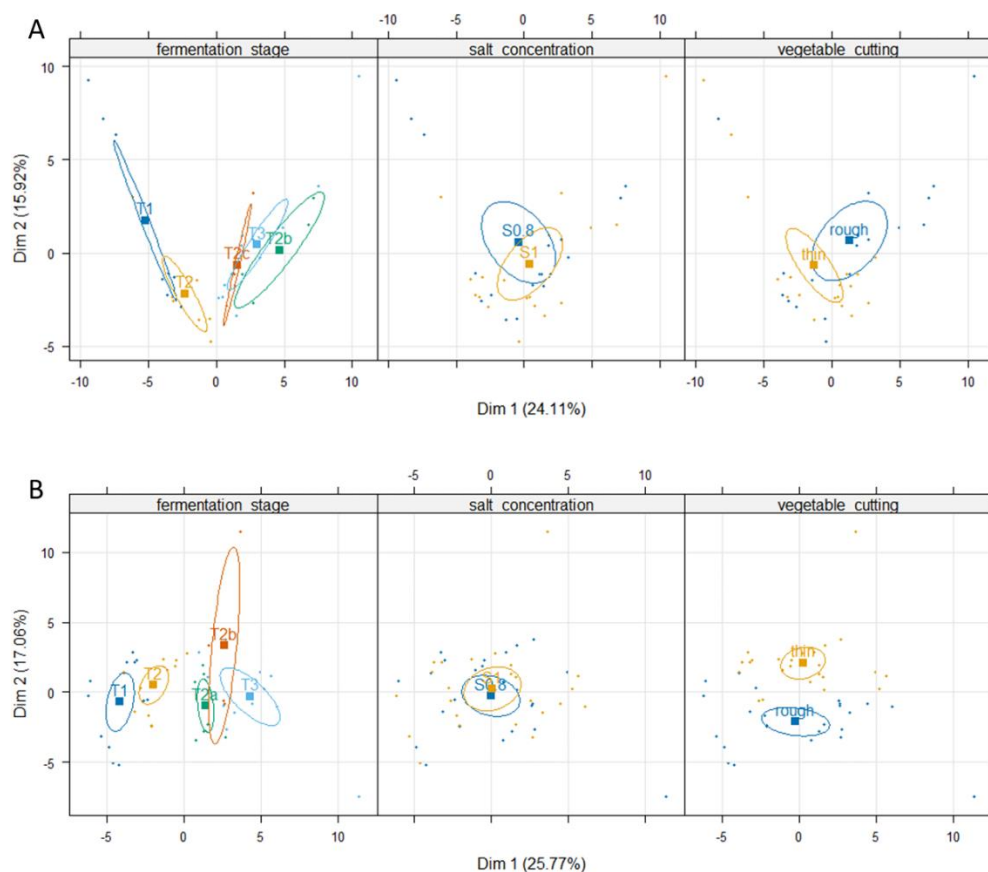 A
-10 -5 0 5 10
fermentation stage salt concentration vegetable cutting
10
5
0
-5
Dim 2 (15.92%)
T1
T2
T2c
T3
T2b
S0.8
S1
rough
thin
-10 -5 0 5 10 -10 -5 0 5 10
Dim 1 (24.11%)
B
-5 0 5 10
fermentation stage salt concentration vegetable cutting
10
5
0
-5
Dim 2 (17.06%)
T1
T2
T2a
T2b
T3
S0.8
thin
rough
-5 0 5 10 -5 0 5 10
Dim 1 (25.77%)